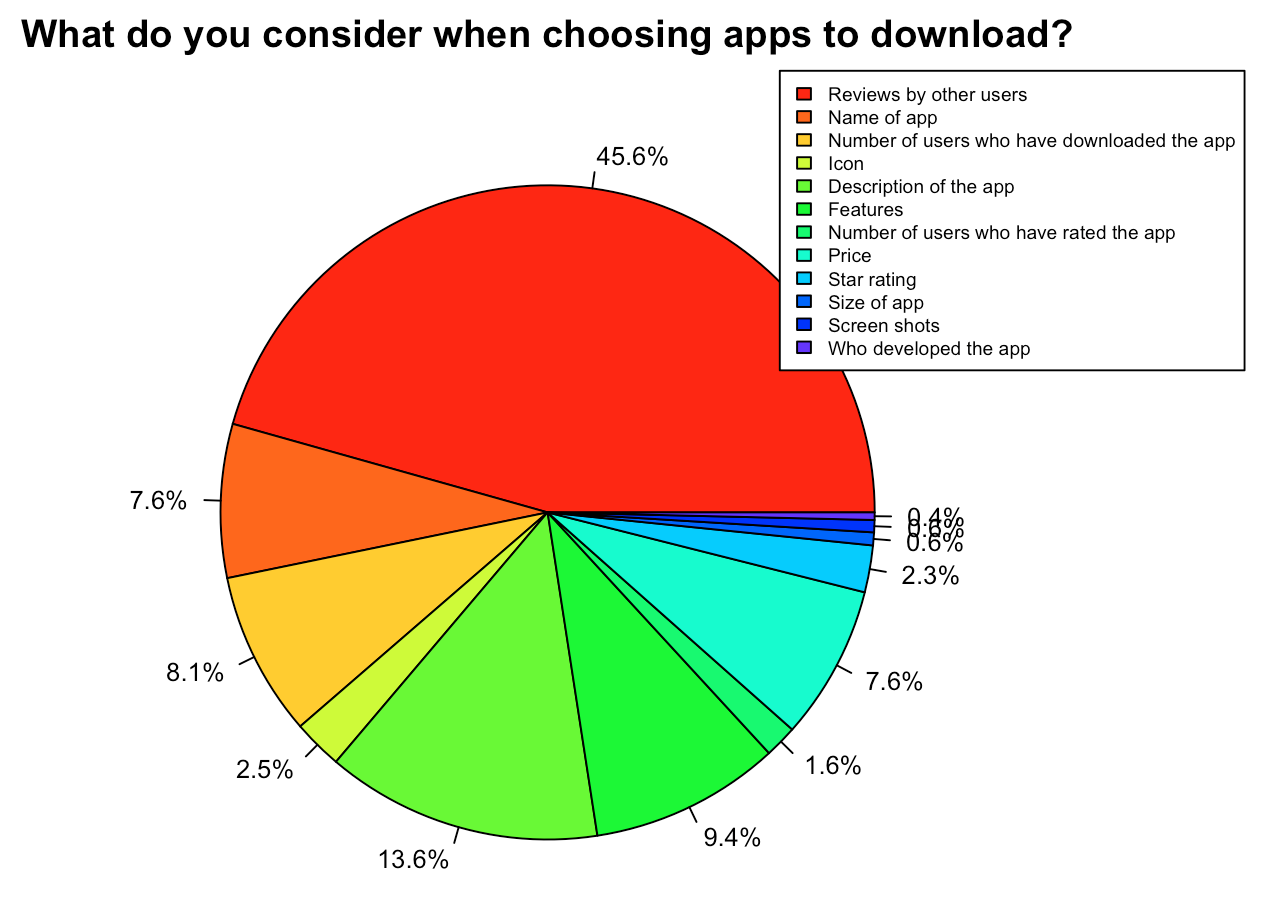 What do you consider when choosing apps to download?
Reviews by other users
Name of app
Number of users who have downloaded the app
Icon
Description of the app
Features
Number of users who have rated the app
Price
Star rating
Size of app
Screen shots
Who developed the app
45.6%
7.6%
8.1%
2.5%
13.6%
9.4%
1.6%
7.6%
2.3%
0.6%
0.6%
0.4%